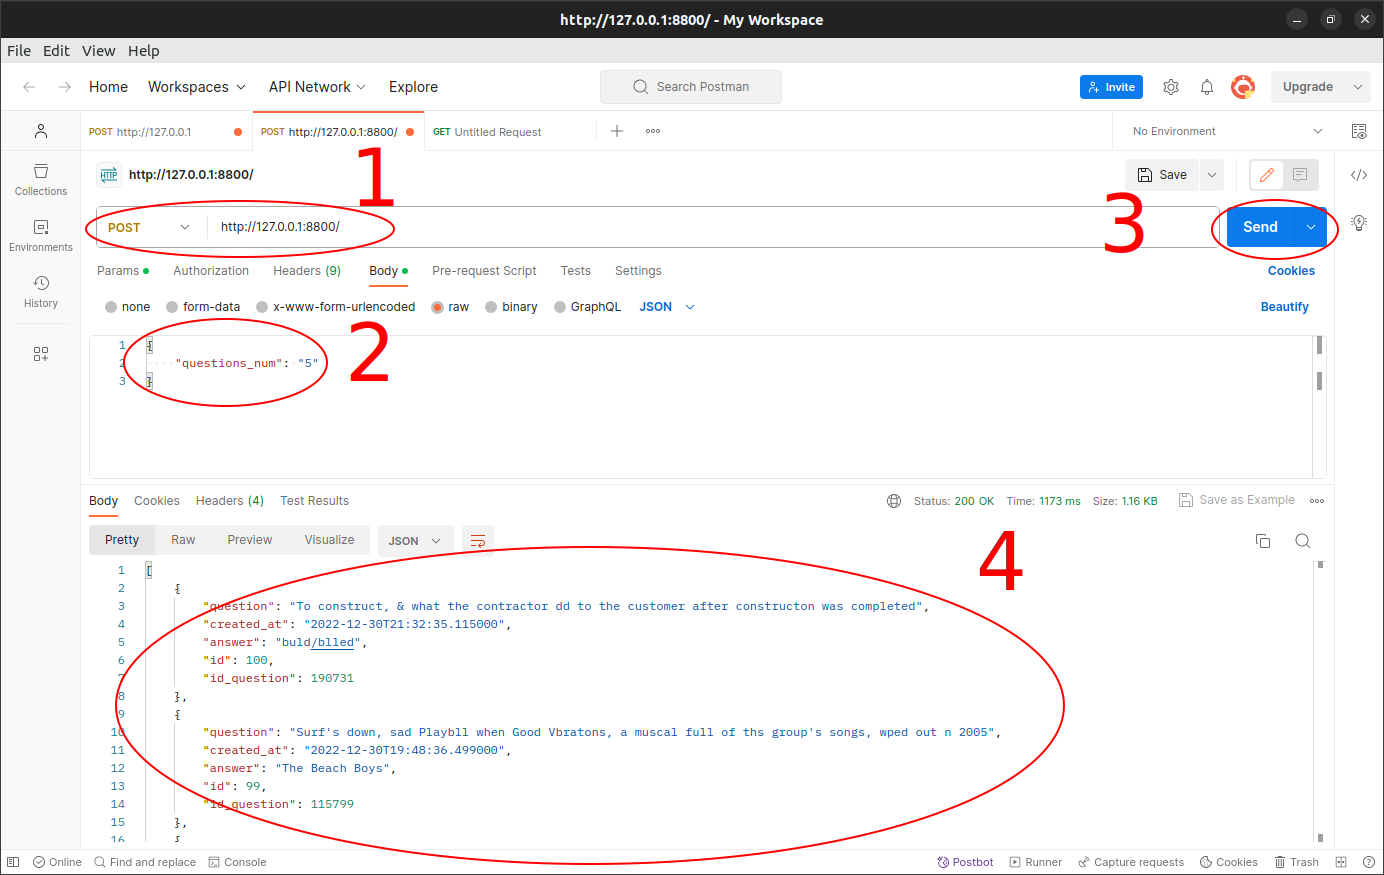 http://127.0.0.1:8800/ - My Workspace
File Edit View Help
Home Workspaces API Network Explore Search Postman Invite Upgrade
POST http://127.0.0.1 POST http://127.0.0.1:8800/ GET Untitled Request No Environment
HTTP http://127.0.0.1:8800/ 1 Save 3
Collections
POST http://127.0.0.1:8800/ Send
Environments
Params Authorization Headers (9) Body Pre-request Script Tests Settings Cookies
History
none form-data x-www-form-urlencoded raw binary GraphQL JSON Beautify
1 {
2 "questions_num": "5" 2
3 }
Body Cookies Headers (4) Test Results Status: 200 OK Time: 1173 ms Size: 1.16 KB Save as Example
Pretty Raw Preview Visualize JSON
4
1 [
2 {
3 "question": "To construct, & what the contractor dd to the customer after constructon was completed",
4 "created_at": "2022-12-30T21:32:35.115000",
5 "answer": "buld/blled",
6 "id": 100,
7 "id_question": 190731
8 },
9 {
10 "question": "Surf's down, sad Playbll when Good Vbratons, a muscal full of ths group's songs, wped out n 2005",
11 "created_at": "2022-12-30T19:48:36.499000",
12 "answer": "The Beach Boys",
13 "id": 99,
14 "id_question": 115799
15 },
16 {
Online Find and replace Console Postbot Runner Capture requests Cookies Trash